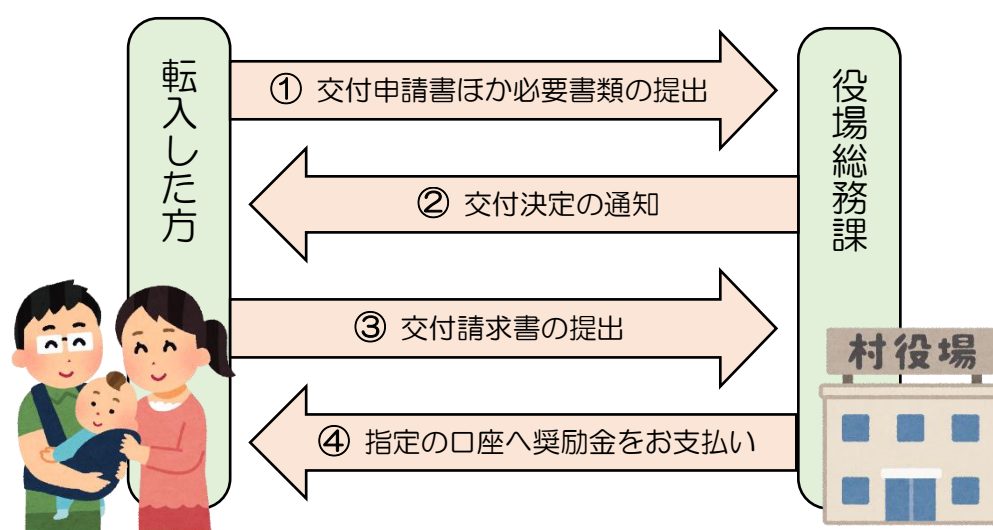 転入した方
① 交付申請書ほか必要書類の提出
② 交付決定の通知
③ 交付請求書の提出
④ 指定の口座へ奨励金をお支払い
役場総務課
村役場